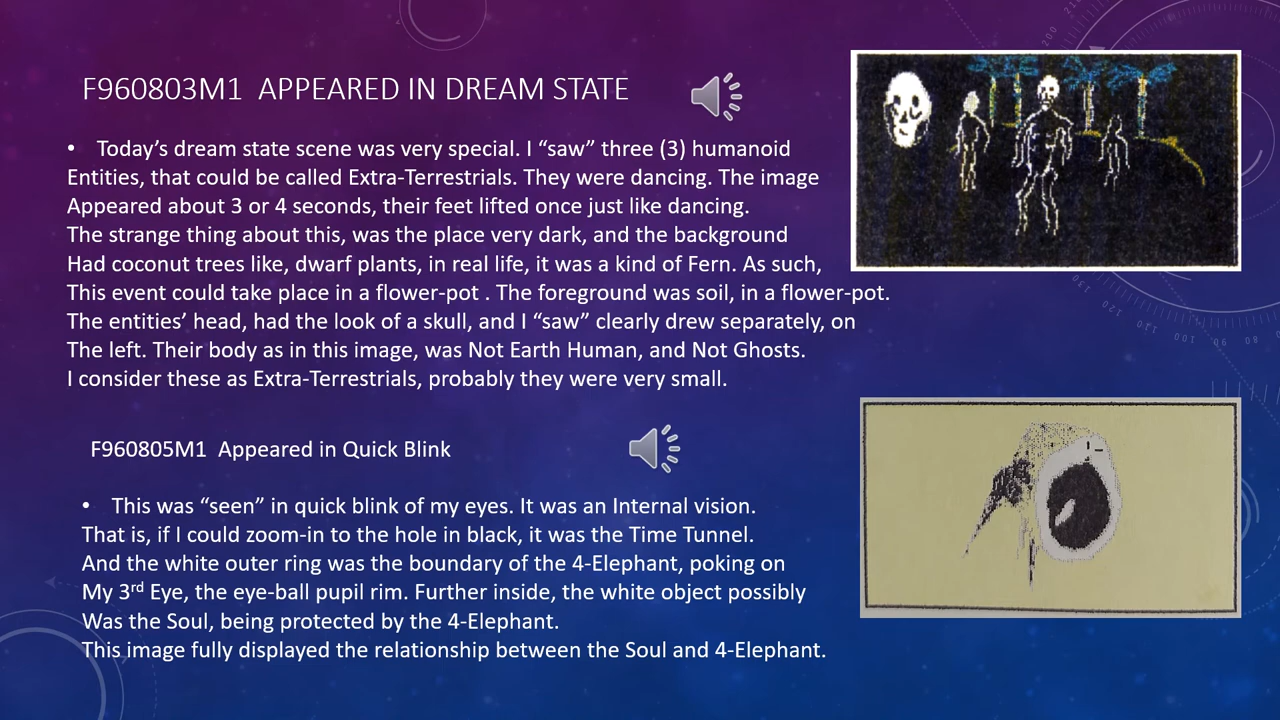 F960803M1 APPEARED IN DREAM STATE
• Today's dream state scene was very special. I “saw” three (3) humanoid
Entities, that could be called Extra-Terrestrials. They were dancing. The image
Appeared about 3 or 4 seconds, their feet lifted once just like dancing.
The strange thing about this, was the place very dark, and the background
Had coconut trees like, dwarf plants, in real life, it was a kind of Fern. As such,
This event could take place in a flower-pot . The foreground was soil, in a flower-pot.
The entities' head, had the look of a skull, and I “saw” clearly drew separately, on
The left. Their body as in this image, was Not Earth Human, and Not Ghosts.
I consider these as Extra-Terrestrials, probably they were very small.
F960805M1 Appeared in Quick Blink
• This was “seen” in quick blink of my eyes. It was an Internal vision.
That is, if I could zoom-in to the hole in black, it was the Time Tunnel.
And the white outer ring was the boundary of the 4-Elephant, poking on
My 3rd Eye, the eye-ball pupil rim. Further inside, the white object possibly
Was the Soul, being protected by the 4-Elephant.
This image fully displayed the relationship between the Soul and 4-Elephant.